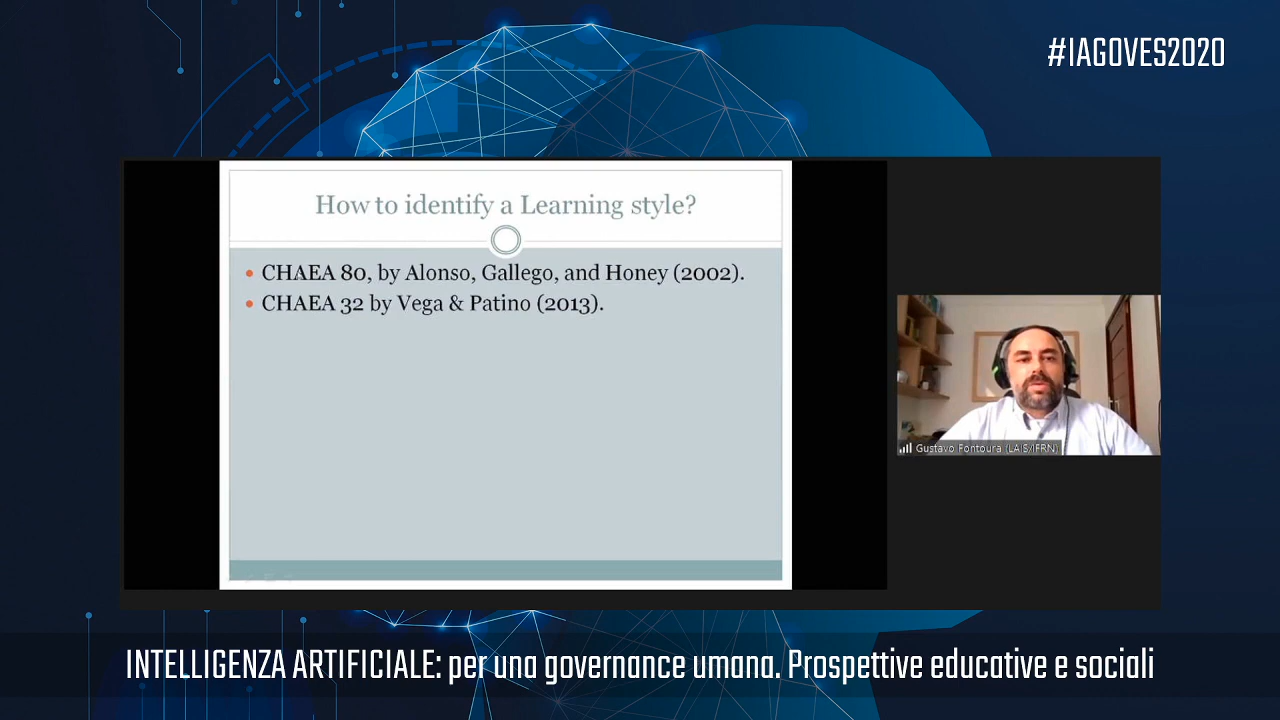 #IAGOVES2020
How to identify a Learning style?
CHAEA 80, by Alonso, Gallego, and Honey (2002).
CHAEA 32 by Vega & Patino (2013).
Gustavo Fontoura (LAIS/IFRN)
INTELLIGENZA ARTIFICIALE: per una governance umana. Prospettive educative e sociali